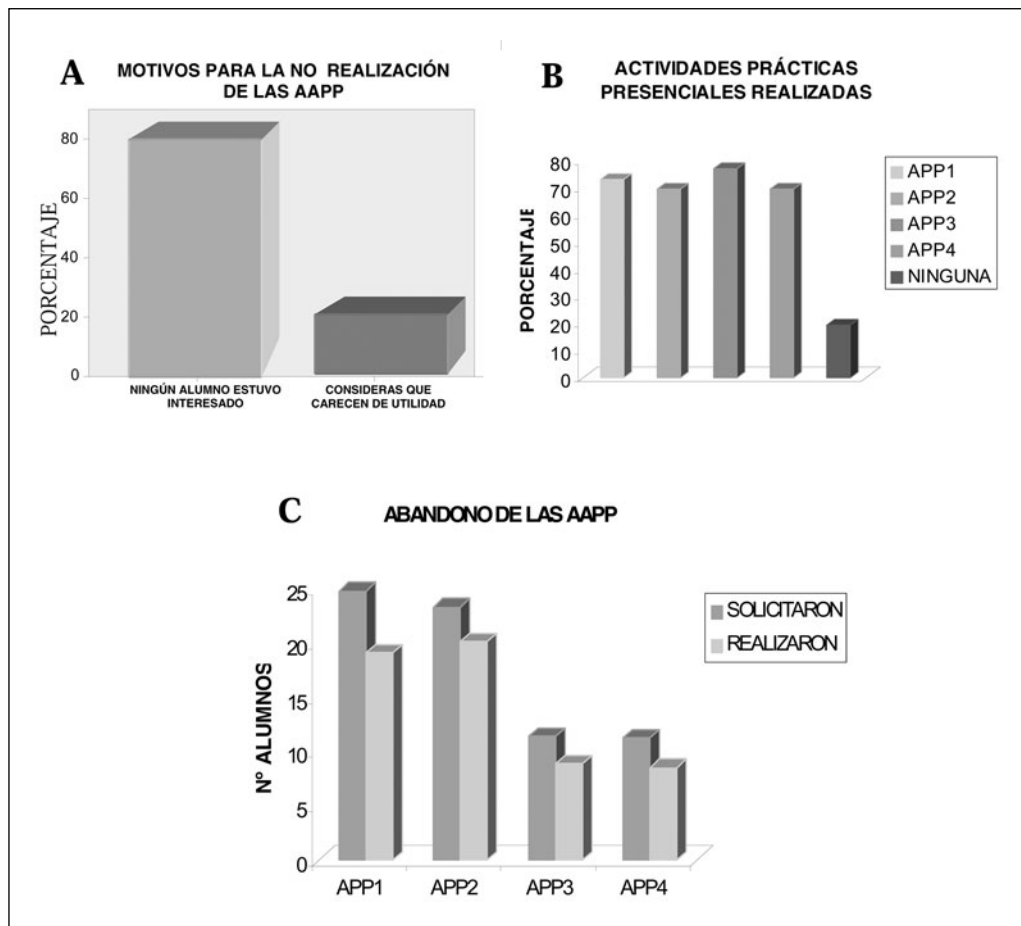 A
MOTIVOS PARA LA NO REALIZACIÓN
DE LAS AAPP
PORCENTAJE
80
60
40
20
0
NINGÚN ALUMNO ESTUVO
INTERESADO
CONSIDERAS QUE
CARECEN DE UTILIDAD
B
ACTIVIDADES PRÁCTICAS
PRESENCIALES REALIZADAS
PORCENTAJE
80
70
60
50
40
30
20
10
0
APP1
APP2
APP3
APP4
NINGUNA
C
ABANDONO DE LAS AAPP
Nº ALUMNOS
25
20
15
10
5
0
APP1 APP2 APP3 APP4
SOLICITARON
REALIZARON